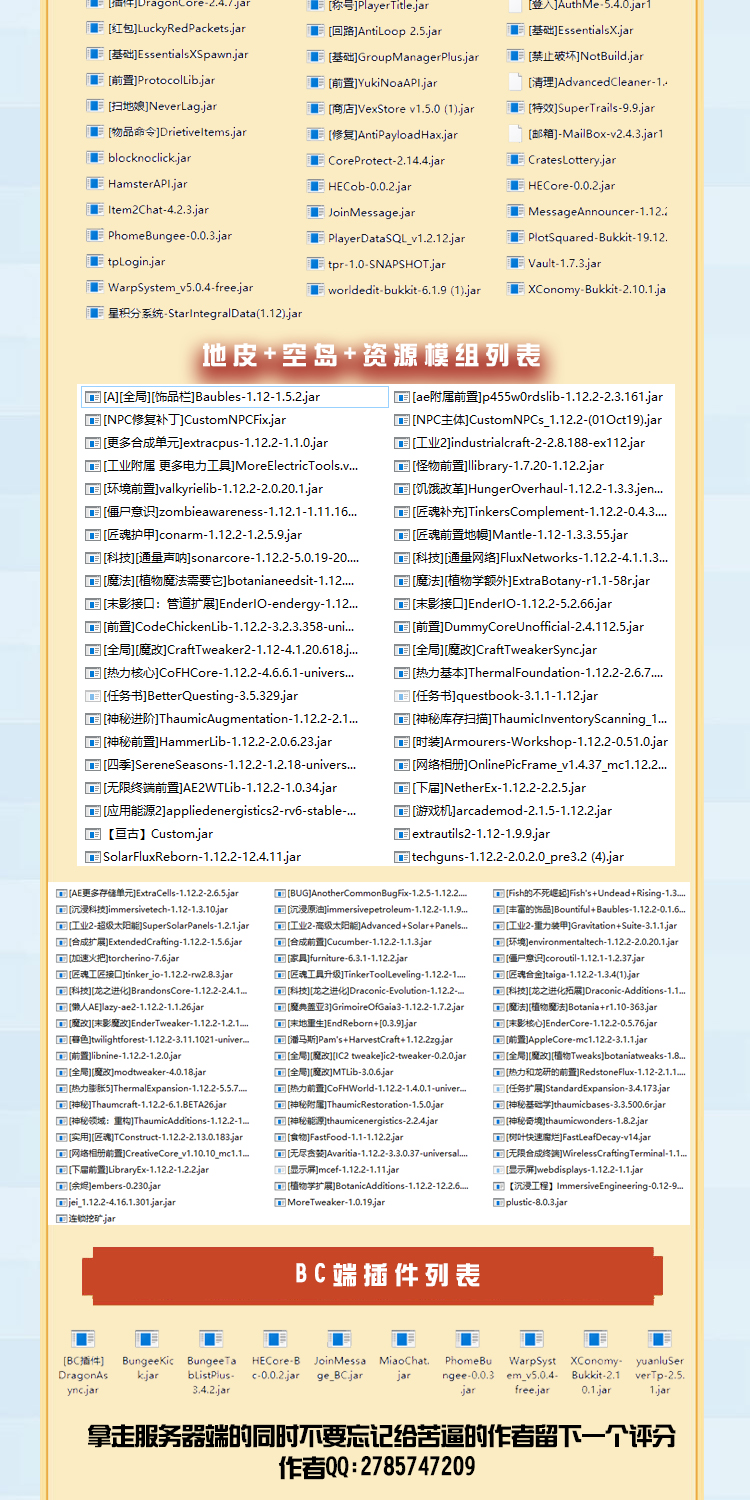 [插件]DragonCore-2.4.7.jar
[称号]PlayerTitle.jar
[登入]AuthMe-5.4.0.jar1
[红包]LuckyRedPackets.jar
[回路]AntiLoop 2.5.jar
[基础]EssentialsX.jar
[基础]EssentialsXSpawn.jar
[基础]GroupManagerPlus.jar
[禁止破坏]NotBuild.jar
[前置]ProtocolLib.jar
[前置]YukiNoaAPI.jar
[清理]AdvancedCleaner-1.4
[扫地娘]NeverLag.jar
[商店]VexStore v1.5.0 (1).jar
[特效]SuperTrails-9.9.jar
[物品命令]DrietiveItems.jar
[修复]AntiPayloadHax.jar
[邮箱]-MailBox-v2.4.3.jar1
blocknoclick.jar
CoreProtect-2.14.4.jar
CratesLottery.jar
HamsterAPI.jar
HECob-0.0.2.jar
HECore-0.0.2.jar
Item2Chat-4.2.3.jar
JoinMessage.jar
MessageAnnouncer-1.12.2
PhomeBungee-0.0.3.jar
PlayerDataSQL_v1.2.12.jar
PlotSquared-Bukkit-19.12.
tpLogin.jar
tpr-1.0-SNAPSHOT.jar
Vault-1.7.3.jar
WarpSystem_v5.0.4-free.jar
worldedit-bukkit-6.1.9 (1).jar
XConomy-Bukkit-2.10.1.ja
星积分系统-StarIntegralData(1.12).jar
地皮+空岛+资源模组列表
[A][全局][饰品栏]Baubles-1.12-1.5.2.jar
[ae附属前置]p455w0rdslib-1.12.2-2.3.161.jar
[NPC修复补丁]CustomNPCFix.jar
[NPC主体]CustomNPCs_1.12.2-(01Oct19).jar
[更多合成单元]extracpus-1.12.2-1.1.0.jar
[工业2]industrialcraft-2-2.8.188-ex112.jar
[工业附属 更多电力工具]MoreElectricTools.v...
[怪物前置]llibrary-1.7.20-1.12.2.jar
[环境前置]valkyrielib-1.12.2-2.0.20.1.jar
[饥饿改革]HungerOverhaul-1.12.2-1.3.3.jen...
[僵尸意识]zombieawareness-1.12.1-1.11.16...
[匠魂补充]TinkersComplement-1.12.2-0.4.3....
[匠魂护甲]conarm-1.12.2-1.2.5.9.jar
[匠魂前置地幔]Mantle-1.12-1.3.3.55.jar
[科技][通量声呐]sonarcore-1.12.2-5.0.19-20....
[科技][通量网络]FluxNetworks-1.12.2-4.1.1.3...
[魔法][植物魔法需要它]botanianeedsit-1.12....
[魔法][植物学额外]ExtraBotany-r1.1-58r.jar
[末影接口：管道扩展]EnderIO-endergy-1.12...
[末影接口]EnderIO-1.12.2-5.2.66.jar
[前置]CodeChickenLib-1.12.2-3.2.3.358-uni...
[前置]DummyCoreUnofficial-2.4.112.5.jar
[全局][魔改]CraftTweaker2-1.12-4.1.20.618.j...
[全局][魔改]CraftTweakerSync.jar
[热力核心]CoFHCore-1.12.2-4.6.6.1-univers...
[热力基本]ThermalFoundation-1.12.2-2.6.7....
[任务书]BetterQuesting-3.5.329.jar
[任务书]questbook-3.1.1-1.12.jar
[神秘进阶]ThaumicAugmentation-1.12.2-2.1...
[神秘库存扫描]ThaumicInventoryScanning_1...
[神秘前置]HammerLib-1.12.2-2.0.6.23.jar
[时装]Armourers-Workshop-1.12.2-0.51.0.jar
[四季]SereneSeasons-1.12.2-1.2.18-univers...
[网络相册]OnlinePicFrame_v1.4.37_mc1.12.2...
[无限终端前置]AE2WTLib-1.12.2-1.0.34.jar
[下届]NetherEx-1.12.2-2.2.5.jar
[应用能源2]appliedenergistics2-rv6-stable-...
[游戏机]arcademod-2.1.5-1.12.2.jar
【亘古】Custom.jar
extrautils2-1.12-1.9.9.jar
SolarFluxReborn-1.12.2-12.4.11.jar
techguns-1.12.2-2.0.2.0_pre3.2 (4).jar
[AE更多存储单元]ExtraCells-1.12.2-2.6.5.jar
[BUG]AnotherCommonBugFix-1.2.5-1.12.2....
[Fish的不死崛起]Fish's+Undead+Rising-1.3....
[沉浸科技]immersivetech-1.12-1.3.10.jar
[沉浸原油]immersivepetroleum-1.12.2-1.1.9...
[丰富的饰品]Bountiful+Baubles-1.12.2-0.1.6...
[工业2-超级太阳能]SuperSolarPanels-1.2.1.jar
[工业2-高级太阳能]Advanced+Solar+Panels...
[工业2-重力装甲]Gravitation+Suite-3.1.1.jar
[合成扩展]ExtendedCrafting-1.12.2-1.5.6.jar
[合成前置]Cucumber-1.12.2-1.1.3.jar
[环境]environmentaltech-1.12.2-2.0.20.1.jar
[加速火把]torcherino-7.6.jar
[家具]furniture-6.3.1-1.12.2.jar
[僵尸意识]coroutil-1.12.1-1.2.37.jar
[匠魂工匠接口]tinker_io-1.12.2-rw2.8.3.jar
[匠魂工具升级]TinkerToolLeveling-1.12.2-1....
[匠魂合金]taiga-1.12.2-1.3.4(1).jar
[科技][龙之进化]BrandonsCore-1.12.2-2.4.1...
[科技][龙之进化]Draconic-Evolution-1.12.2-...
[科技][龙之进化拓展]Draconic-Additions-1.1...
[懒人AE]lazy-ae2-1.12.2-1.1.26.jar
[魔典盖亚3]GrimoireOfGaia3-1.12.2-1.7.2.jar
[魔法][植物魔法]Botania+r1.10-363.jar
[魔改][末影魔改]EnderTweaker-1.12.2-1.2.1....
[末地重生]EndReborn+[0.3.9].jar
[末影核心]EnderCore-1.12.2-0.5.76.jar
[暮色]twilightforest-1.12.2-3.11.1021-univer...
[潘马斯]Pam's+HarvestCraft+1.12.2zg.jar
[前置]AppleCore-mc1.12.2-3.1.1.jar
[前置]libnine-1.12.2-1.2.0.jar
[全局][魔改][IC2 tweake]ic2-tweaker-0.2.0.jar
[全局][魔改][植物Tweaks]botaniatweaks-1.8...
[全局][魔改]modtweaker-4.0.18.jar
[全局][魔改]MTLib-3.0.6.jar
[热力和龙研的前置]RedstoneFlux-1.12-2.1.1....
[热力膨胀5]ThermalExpansion-1.12.2-5.5.7....
[热力前置]CoFHWorld-1.12.2-1.4.0.1-univer...
[任务扩展]StandardExpansion-3.4.173.jar
[神秘]Thaumcraft-1.12.2-6.1.BETA26.jar
[神秘附属]ThaumicRestoration-1.5.0.jar
[神秘基础学]thaumicbases-3.3.500.6r.jar
[神秘领域：重构]ThaumicAdditions-1.12.2-1...
[神秘能源]thaumicenergistics-2.2.4.jar
[神秘奇境]thaumicwonders-1.8.2.jar
[实用][匠魂]TConstruct-1.12.2-2.13.0.183.jar
[食物]FastFood-1.1-1.12.2.jar
[树叶快速腐烂]FastLeafDecay-v14.jar
[网络相册前置]CreativeCore_v1.10.10_mc1.1...
[无尽贪婪]Avaritia-1.12.2-3.3.0.37-universal....
[无限合成终端]WirelessCraftingTerminal-1.1...
[下届前置]LibraryEx-1.12.2-1.2.2.jar
[显示屏]mcef-1.12.2-1.11.jar
[显示屏]webdisplays-1.12.2-1.1.jar
[余烬]embers-0.230.jar
[植物学扩展]BotanicAdditions-1.12.2-12.2.6....
【沉浸工程】ImmersiveEngineering-0.12-9...
jei_1.12.2-4.16.1.301.jar.jar
MoreTweaker-1.0.19.jar
plustic-8.0.3.jar
连锁挖矿.jar
BC端插件列表
[BC插件]
DragonAs
ync.jar
BungeeKic
k.jar
BungeeTa
bListPlus-
3.4.2.jar
HECore-B
c-0.0.2.jar
JoinMessa
ge_BC.jar
MiaoChat.
jar
PhomeBu
ngee-0.0.3
.jar
WarpSyst
em_v5.0.4-
free.jar
XConomy-
Bukkit-2.1
0.1.jar
yuanluSer
verTp-2.5.
1.jar
拿走服务器端的同时不要忘记给苦逼的作者留下一个评分
作者QQ:2785747209